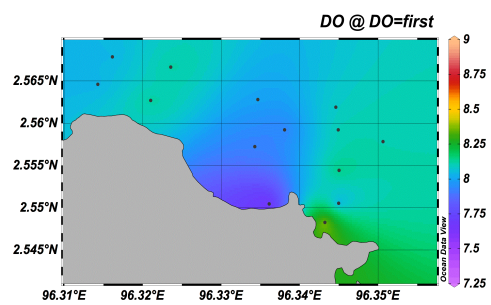 DO @ DO=first
9
8.75
8.5
8.25
8
7.75
7.5
7.25
Ocean Data View
2.565°N
2.56°N
2.555°N
2.55°N
2.545°N
96.31°E 96.32°E 96.33°E 96.34°E 96.35°E